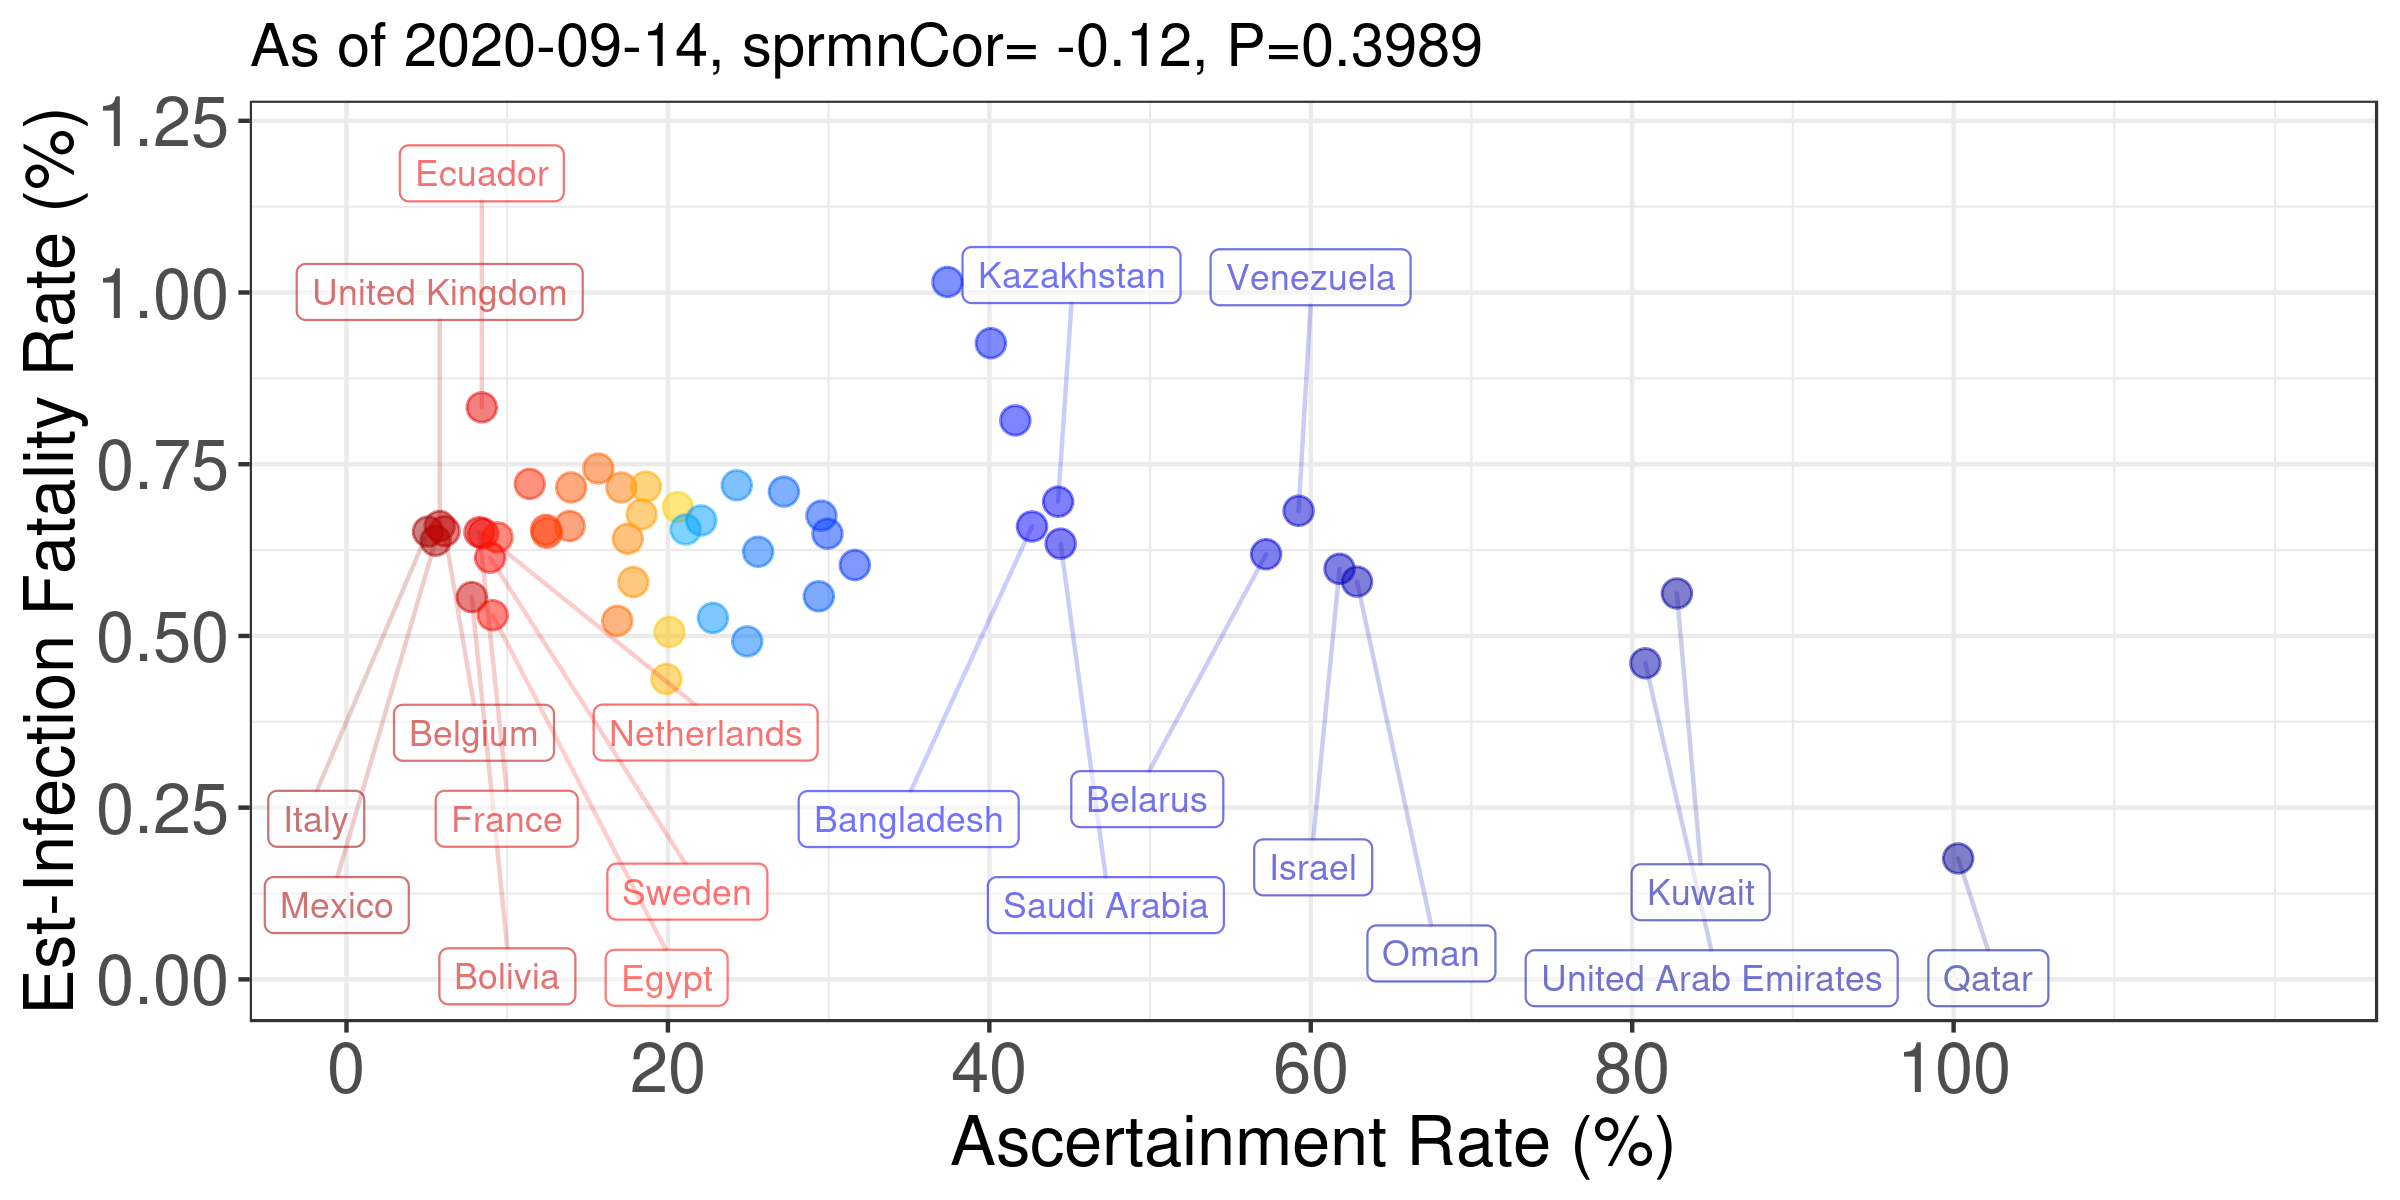 As of 2020-09-14, sprmnCor= -0.12, P=0.3989
Est-Infection Fatality Rate (%)
1.25
1.00
0.75
0.50
0.25
0.00
Ecuador
United Kingdom
Kazakhstan
Venezuela
Belgium
Netherlands
Italy
France
Bangladesh
Belarus
Mexico
Sweden
Saudi Arabia
Israel
Kuwait
Bolivia
Egypt
Oman
United Arab Emirates
Qatar
0 20 40 60 80 100
Ascertainment Rate (%)